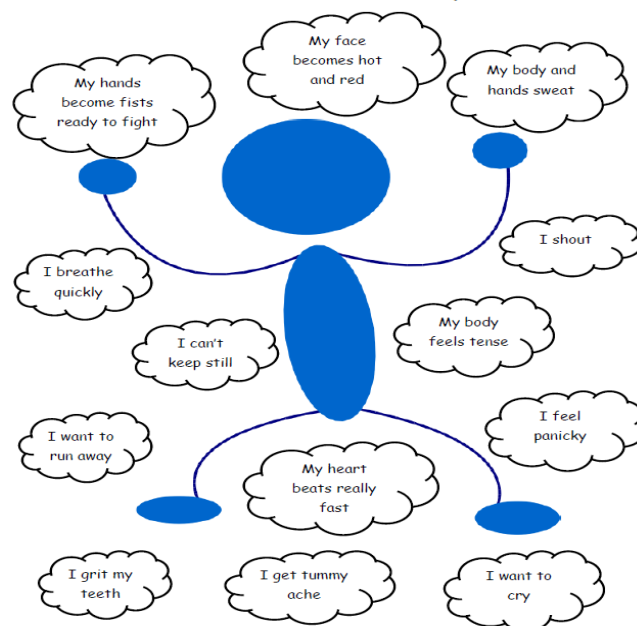 My face
becomes hot
and red
My hands
become fists
ready to fight
My body and
hands sweat
I shout
I breathe
quickly
My body
feels tense
I can't
keep still
I feel
panicky
I want to
run away
My heart
beats really
fast
I grit my
teeth
I get tummy
ache
I want to
cry